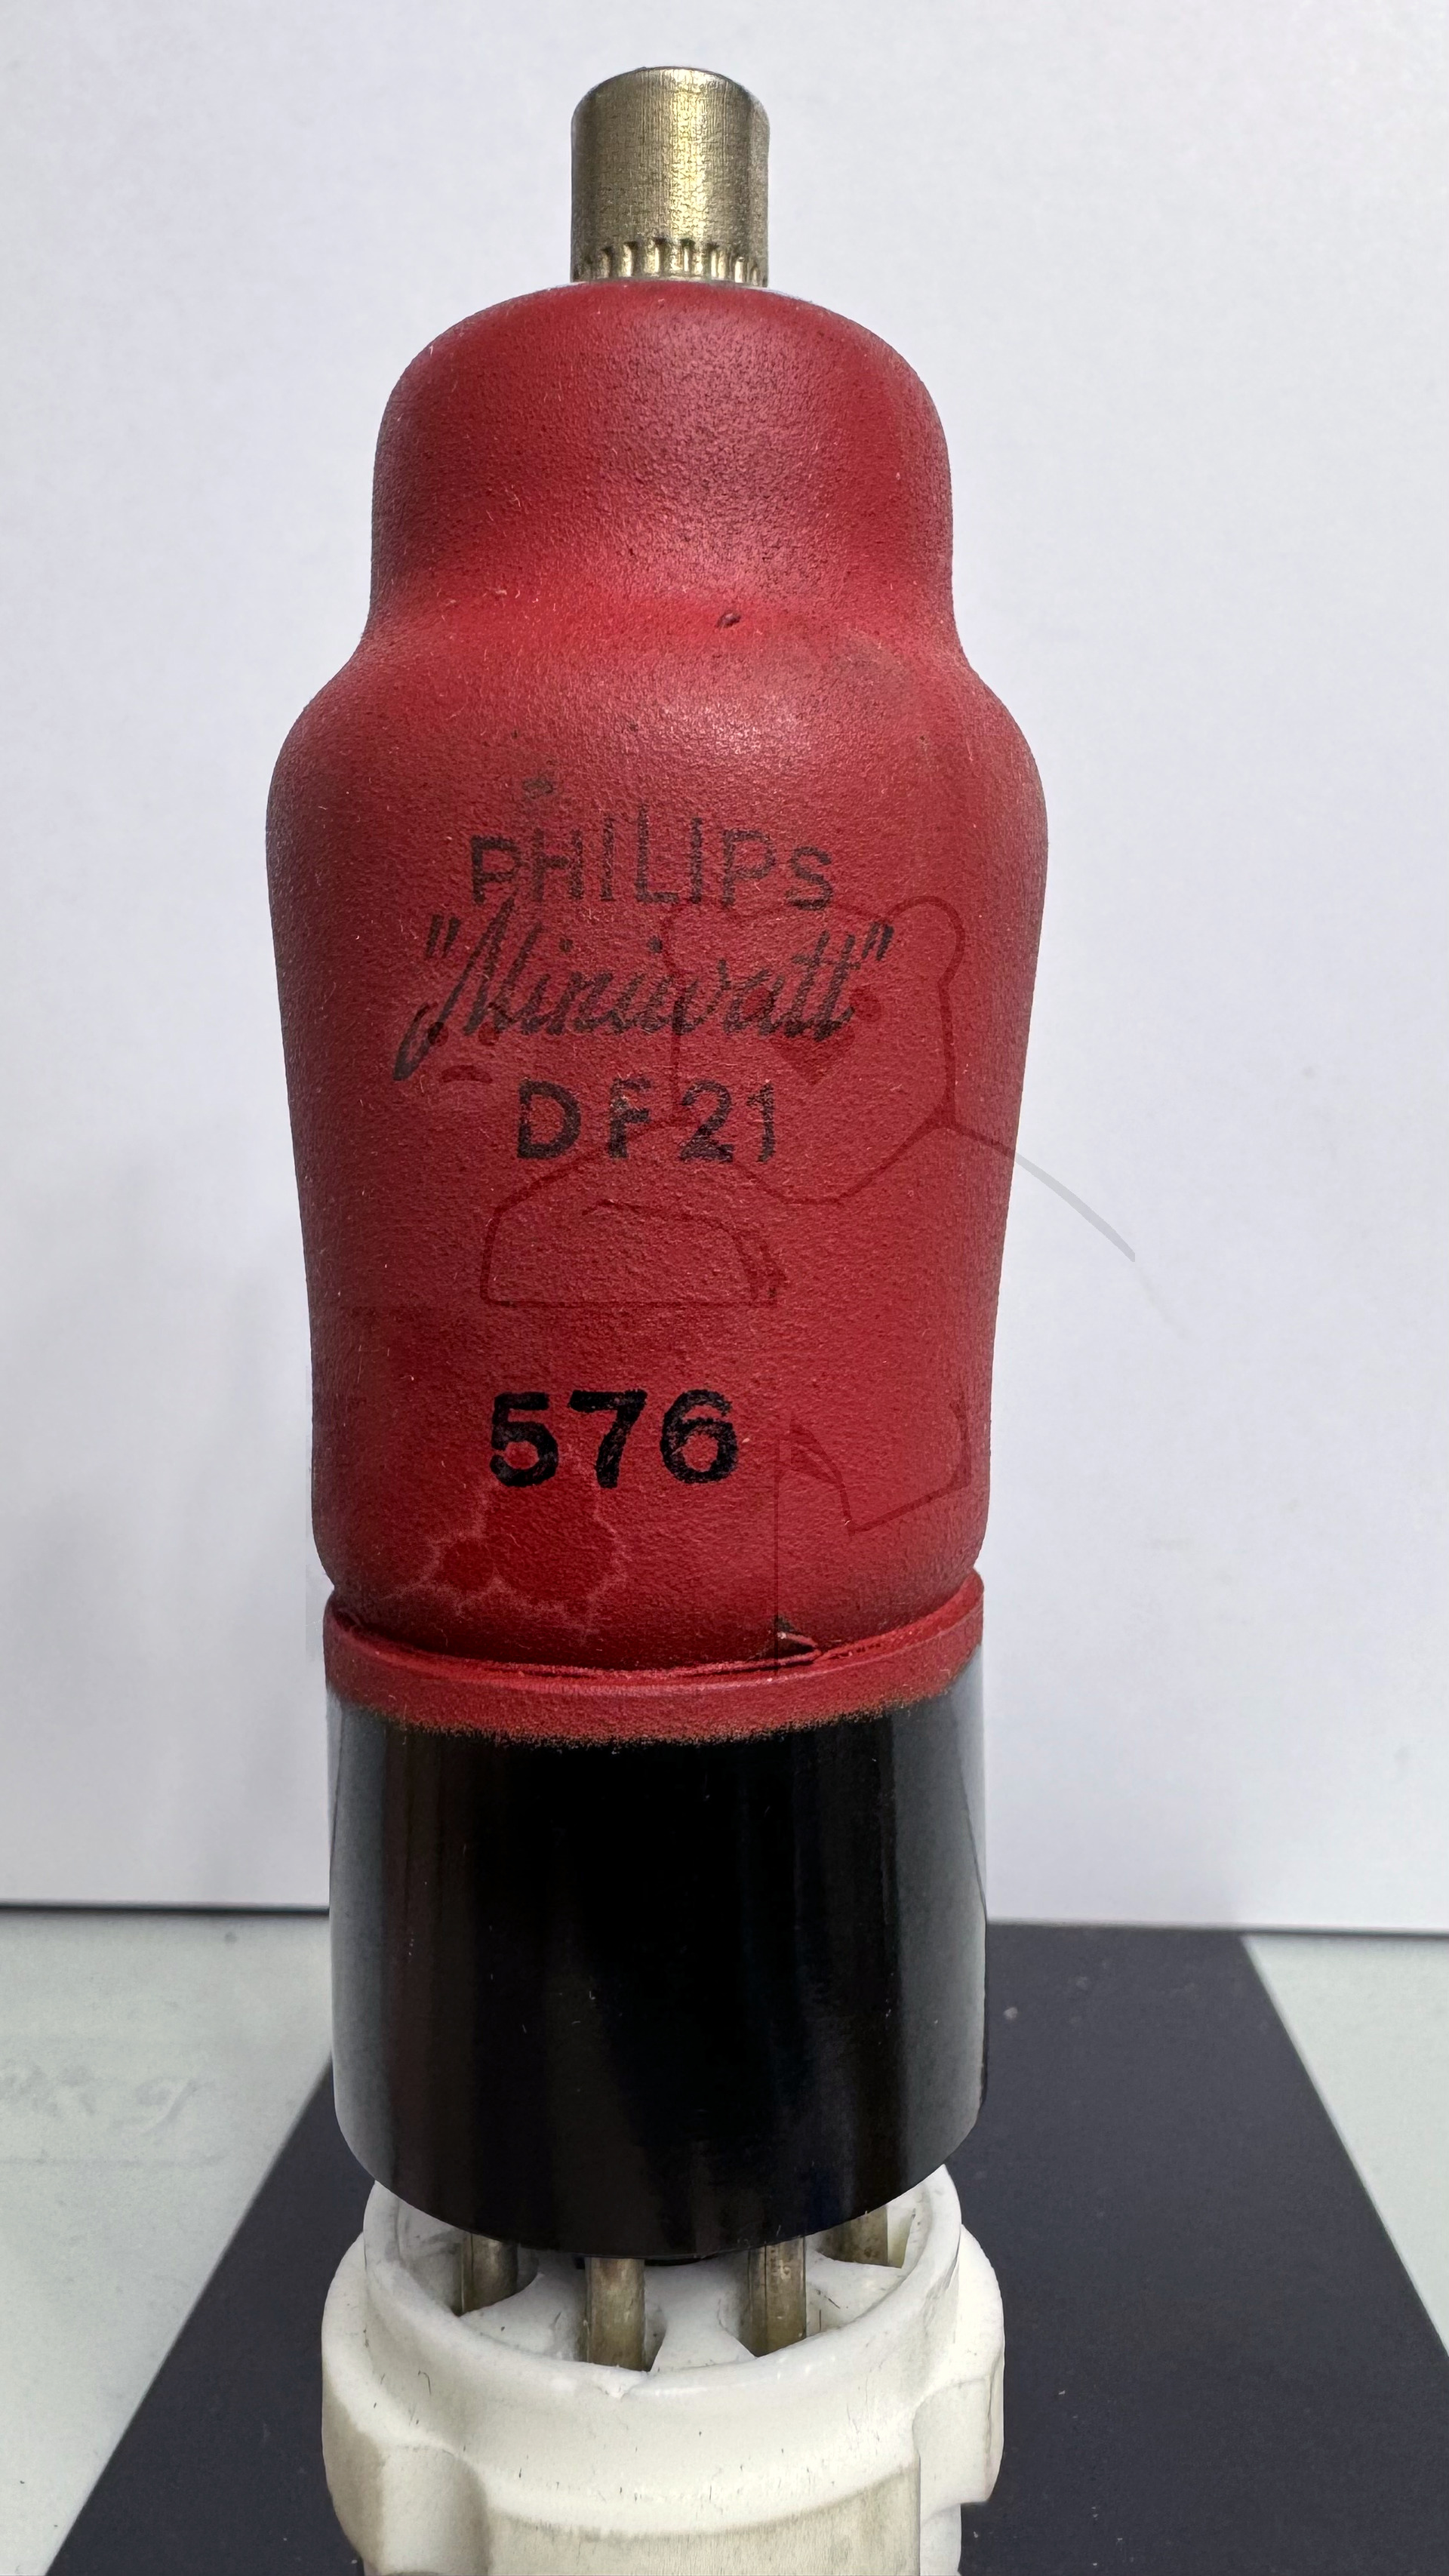 PHILIPS
"Miniwatt"
DF21
576